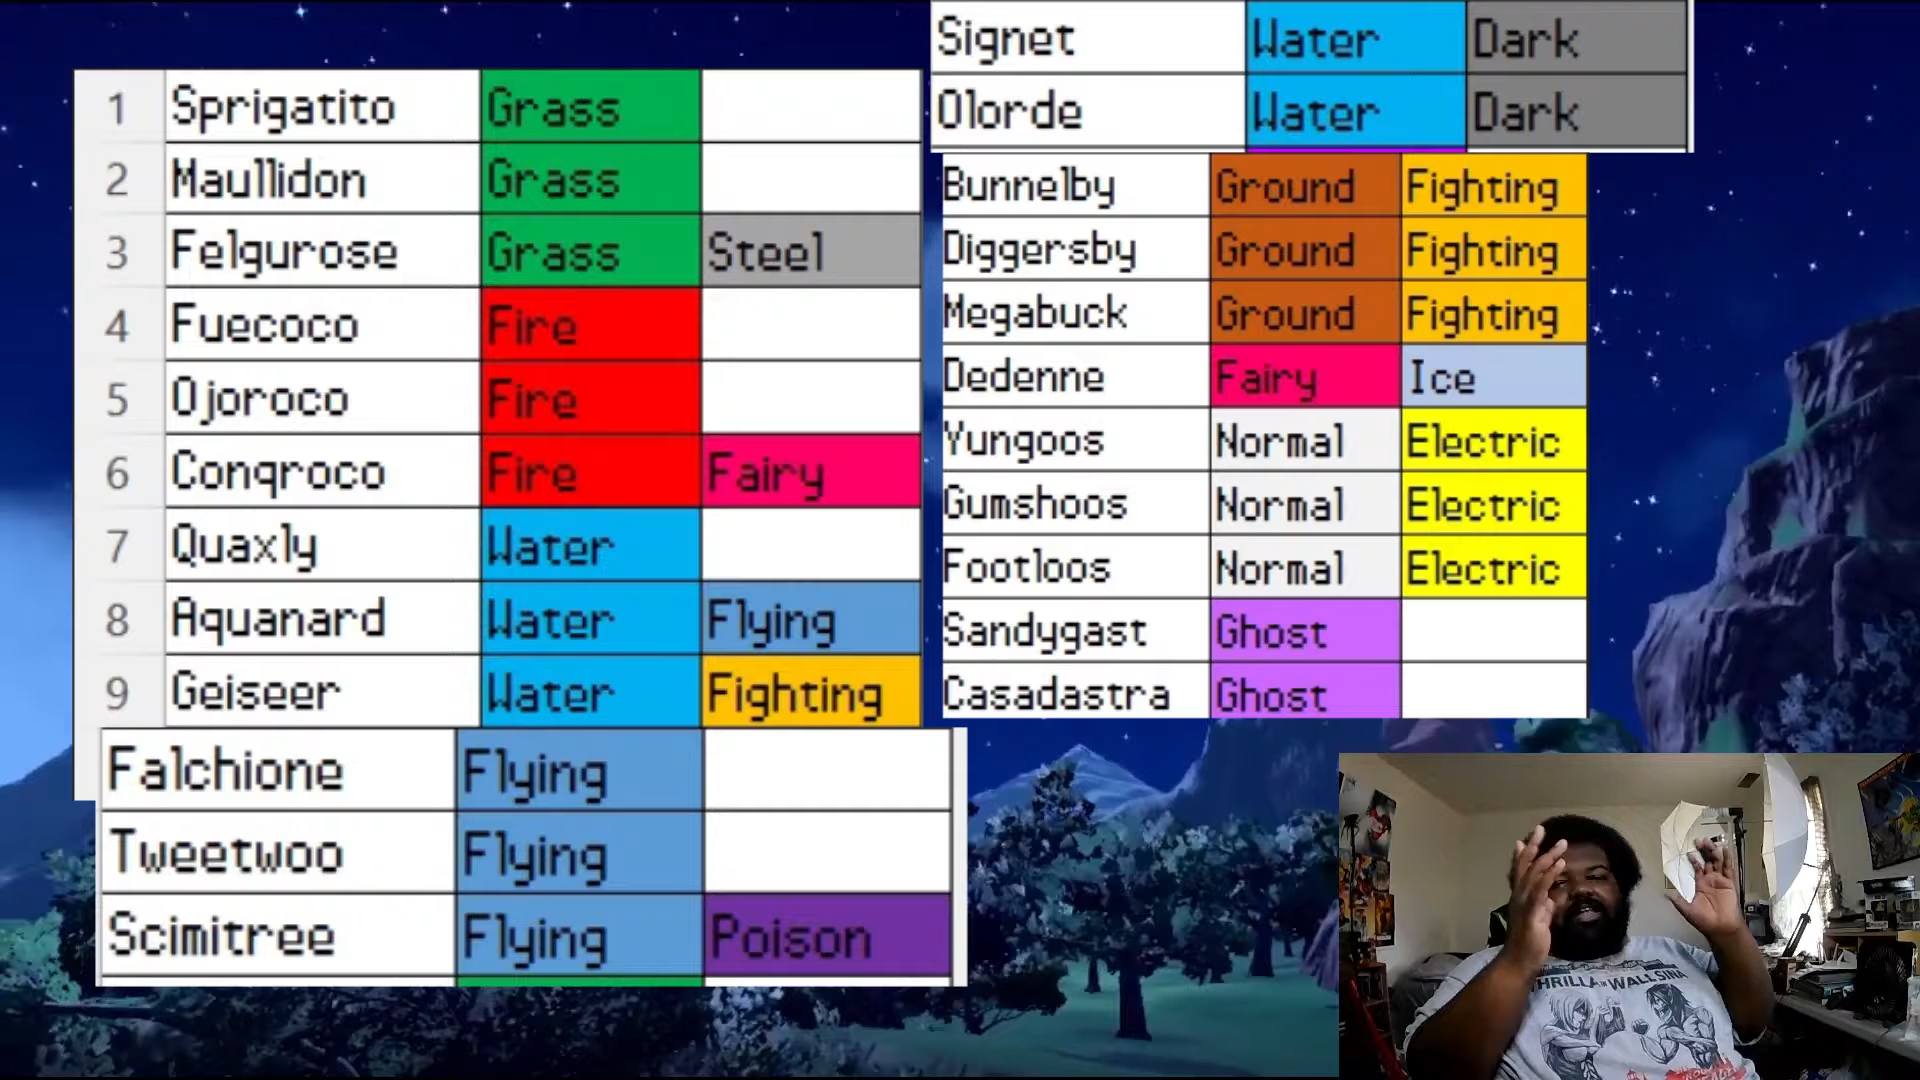 1 Sprigatito Grass
2 Maullidon Grass
3 Felgurose Grass Steel
4 Fuecoco Fire
5 Ojoroco Fire
6 Conqroco Fire Fairy
7 Quaxly Water
8 Aquanard Water Flying
9 Geiseer Water Fighting
Falchione Flying
Tweetwoo Flying
Scimitree Flying Poison
Signet Water Dark
Olorde Water Dark
Bunnelby Ground Fighting
Diggersby Ground Fighting
Megabuck Ground Fighting
Dedenne Fairy Ice
Yungoos Normal Electric
Gumshoos Normal Electric
Footloos Normal Electric
Sandygast Ghost
Casadastra Ghost
THRILLA WALLSINA